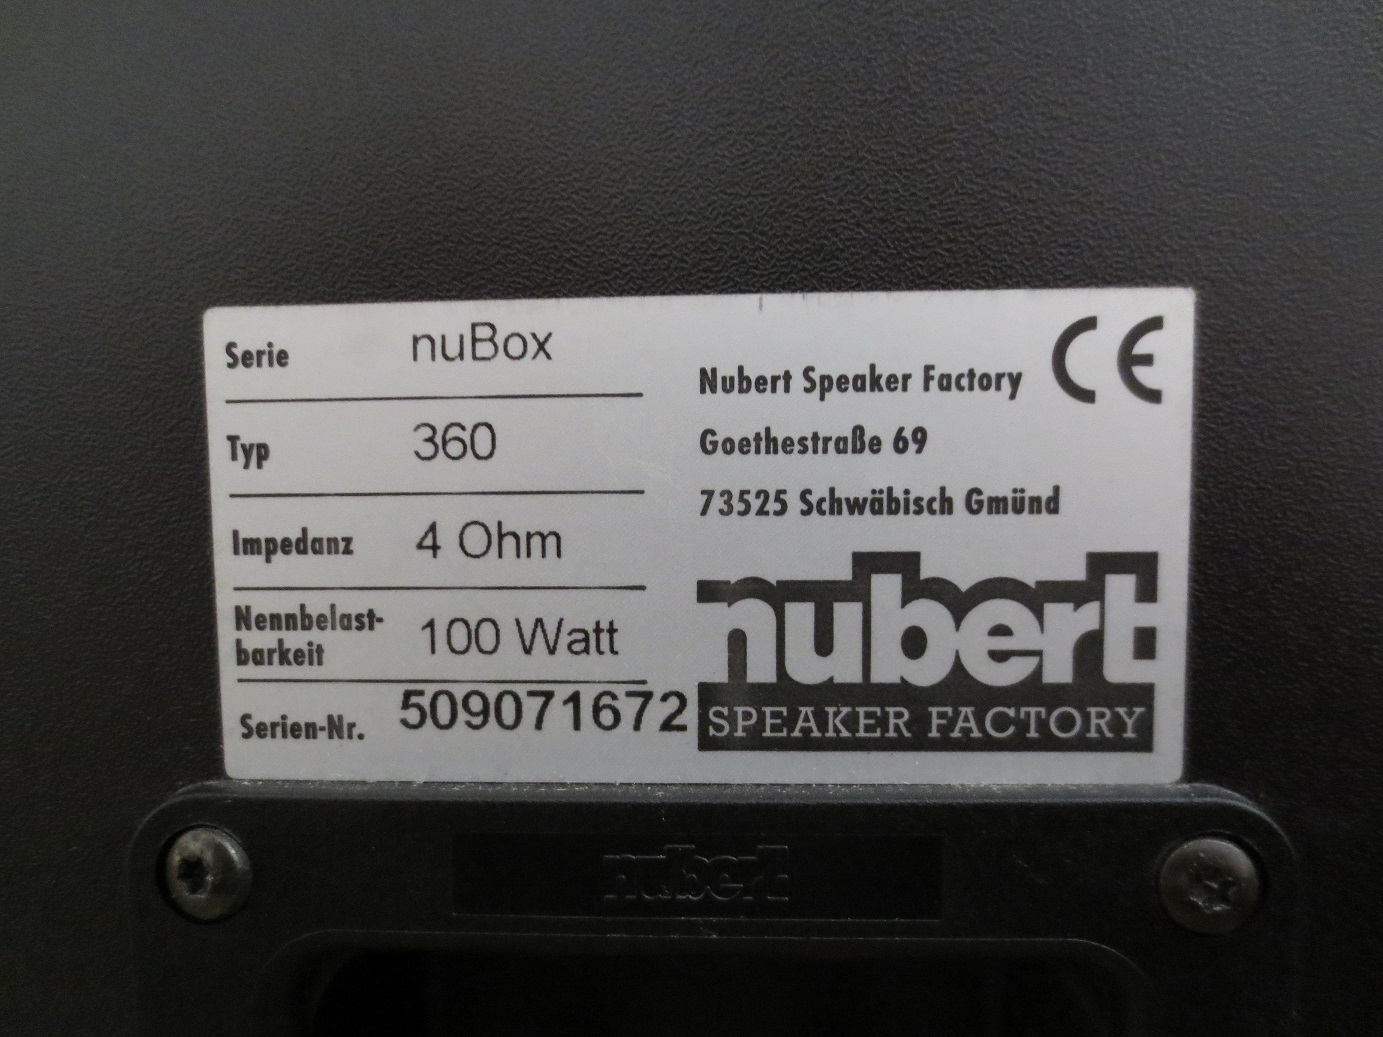 Serie nuBox
Typ 360
Impedanz 4 Ohm
Nennbelast-
barkeit 100 Watt
Serien-Nr. 509071672
CE
Nubert Speaker Factory
Goethestraße 69
73525 Schwäbisch Gmünd
nubert
SPEAKER FACTORY
nubert